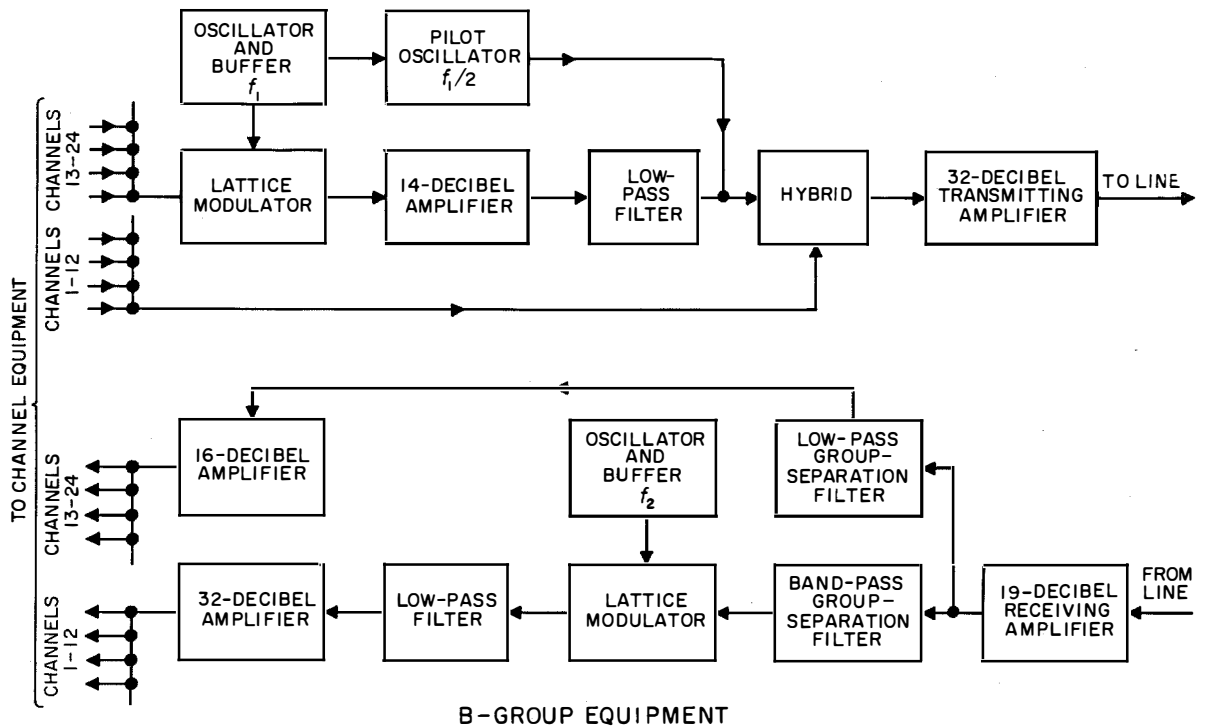 OSCILLATOR
AND
BUFFER
f₁
PILOT
OSCILLATOR
f₁/2
CHANNELS
13-24
LATTICE
MODULATOR
14-DECIBEL
AMPLIFIER
LOW-
PASS
FILTER
HYBRID
32-DECIBEL
TRANSMITTING
AMPLIFIER
TO LINE
CHANNELS
1-12
TO CHANNEL EQUIPMENT
16-DECIBEL
AMPLIFIER
OSCILLATOR
AND
BUFFER
f₂
LOW-PASS
GROUP-
SEPARATION
FILTER
CHANNELS
13-24
32-DECIBEL
AMPLIFIER
LOW-PASS
FILTER
LATTICE
MODULATOR
BAND-PASS
GROUP-
SEPARATION
FILTER
19-DECIBEL
RECEIVING
AMPLIFIER
FROM
LINE
CHANNELS
1-12
B-GROUP EQUIPMENT